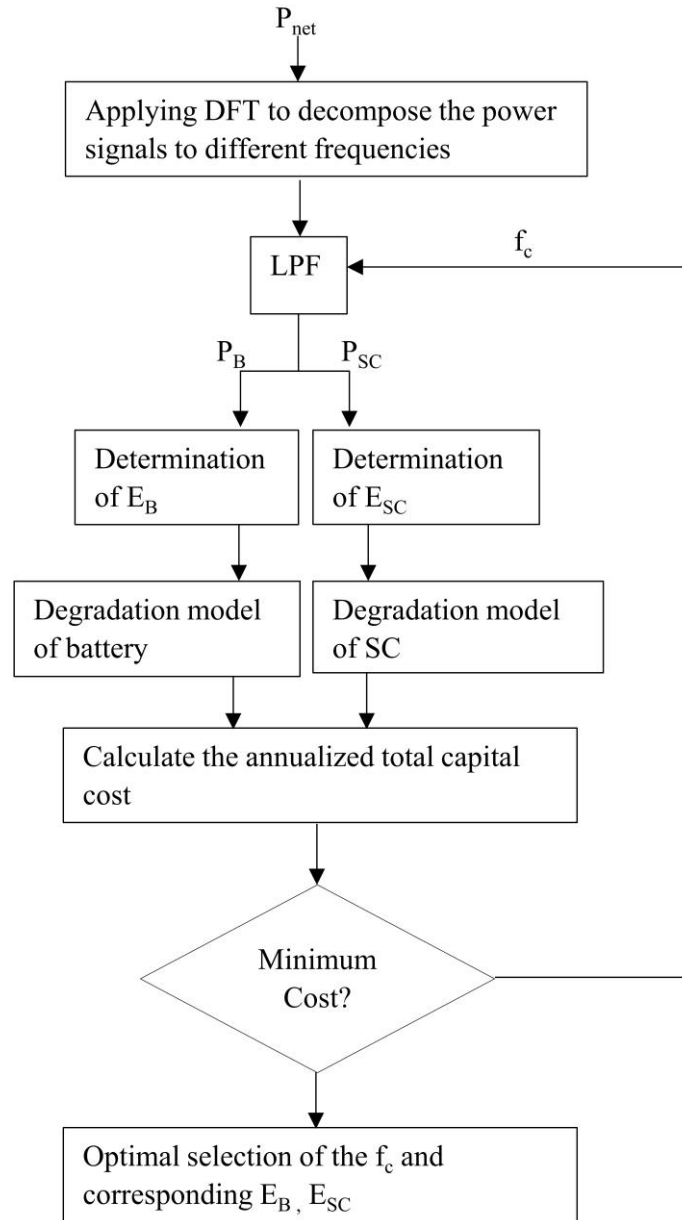 P_net
Applying DFT to decompose the power
signals to different frequencies
LPF
f_c
P_B
P_SC
Determination
of E_B
Determination
of E_SC
Degradation model
of battery
Degradation model
of SC
Calculate the annualized total capital
cost
Minimum
Cost?
Optimal selection of the f_c and
corresponding E_B , E_SC